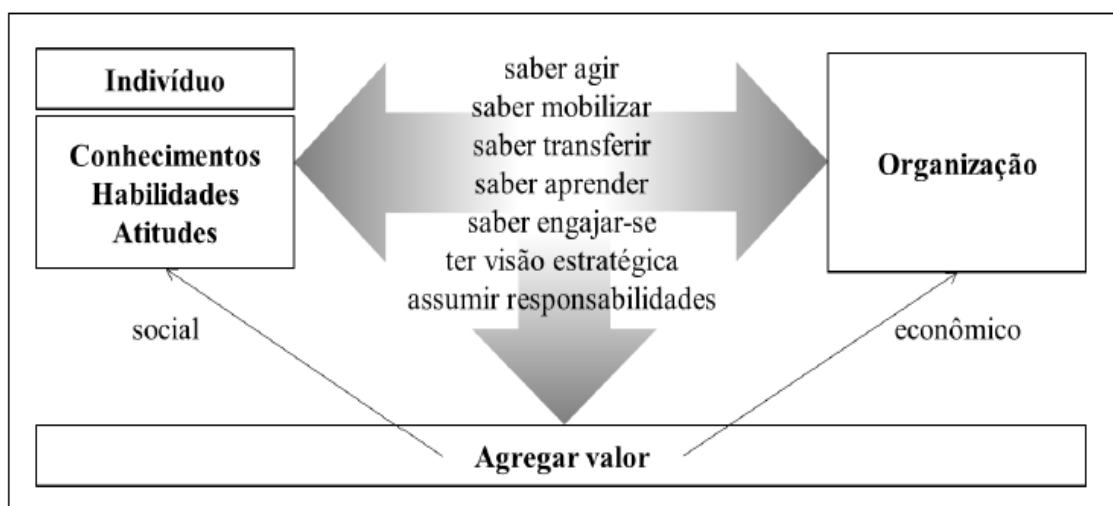 Indivíduo
Conhecimentos
Habilidades
Atitudes
saber agir
saber mobilizar
saber transferir
saber aprender
saber engajar-se
ter visão estratégica
assumir responsabilidades
Organização
social
econômico
Agregar valor